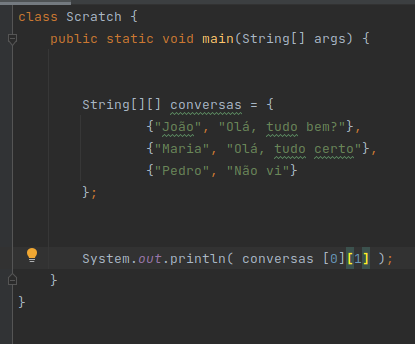 class Scratch {
public static void main(String[] args) {
String[][] conversas = {
{"João", "Olá, tudo bem?"},
{"Maria", "Olá, tudo certo"},
{"Pedro", "Não vi"}
};
System.out.println( conversas [0][1] );
}
}